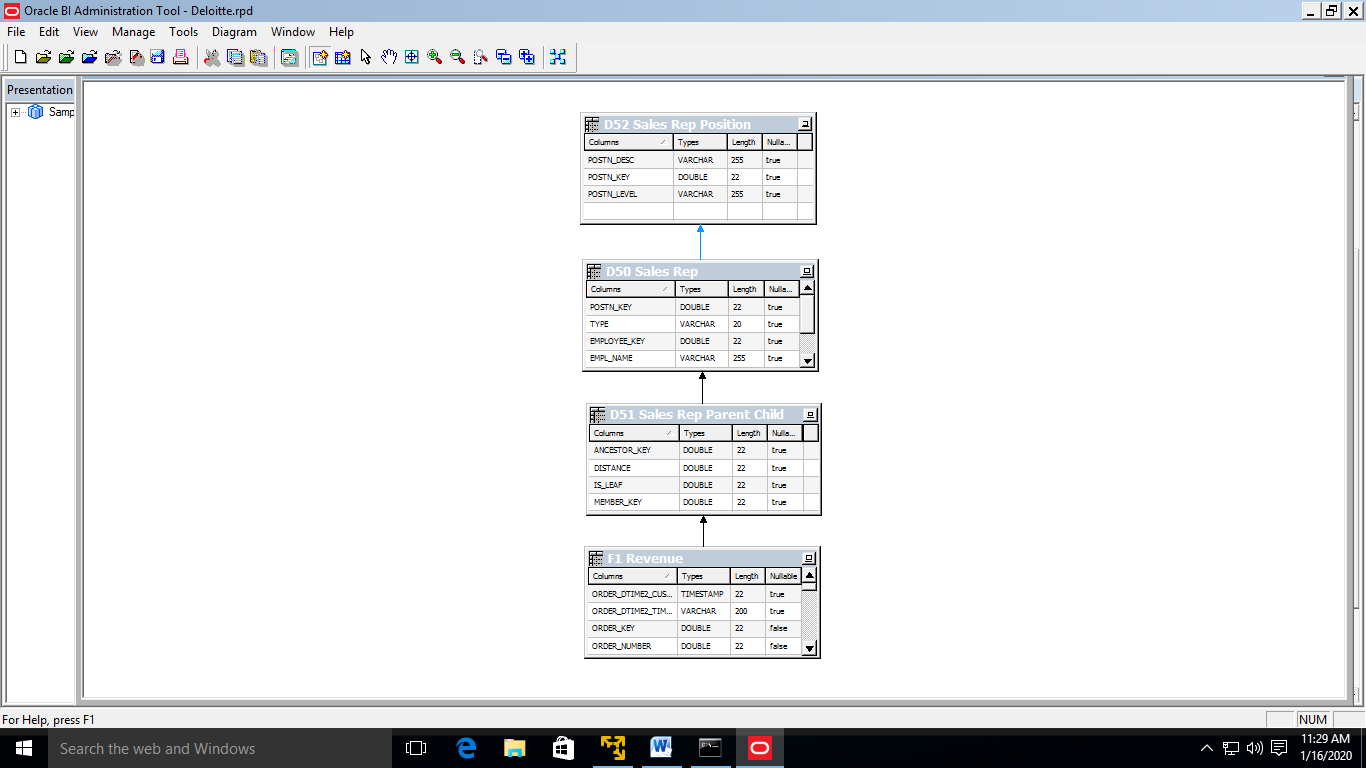 Oracle BI Administration Tool - Deloitte.rpd
File Edit View Manage Tools Diagram Window Help
Presentation
Samp
D52 Sales Rep Position
Columns Types Length Nulla...
POSTN_DESC VARCHAR 255 true
POSTN_KEY DOUBLE 22 true
POSTN_LEVEL VARCHAR 255 true
D50 Sales Rep
Columns Types Length Nulla...
POSTN_KEY DOUBLE 22 true
TYPE VARCHAR 20 true
EMPLOYEE_KEY DOUBLE 22 true
EMPL_NAME VARCHAR 255 true
D51 Sales Rep Parent Child
Columns Types Length Nulla...
ANCESTOR_KEY DOUBLE 22 true
DISTANCE DOUBLE 22 true
IS_LEAF DOUBLE 22 true
MEMBER_KEY DOUBLE 22 true
F1 Revenue
Columns Types Length Nullable
ORDER_DTIME2_CUS... TIMESTAMP 22 true
ORDER_DTIME2_TIM... VARCHAR 200 true
ORDER_KEY DOUBLE 22 false
ORDER_NUMBER DOUBLE 22 false
For Help, press F1
NUM
Search the web and Windows
11:29 AM
1/16/2020